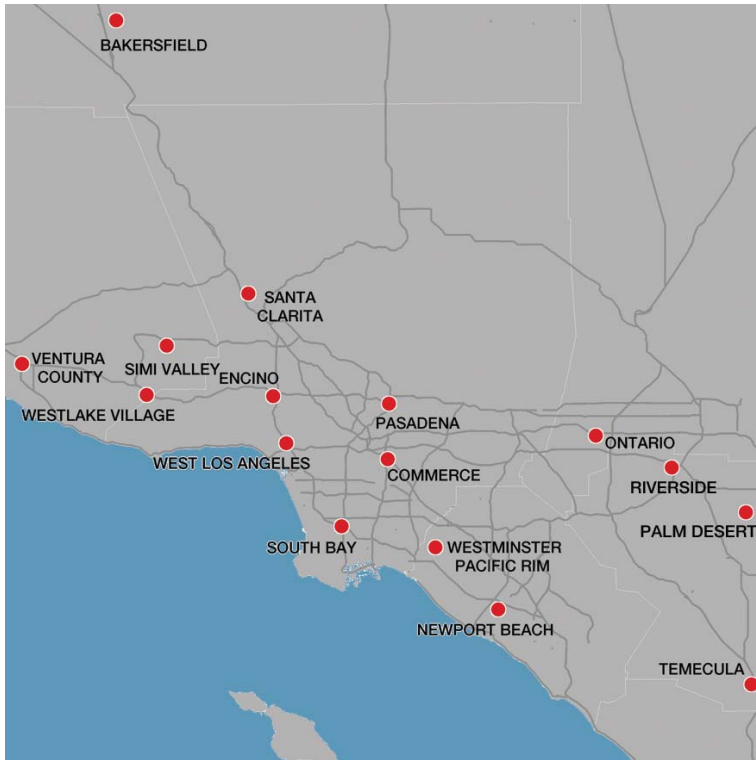 BAKERSFIELD
SANTA
CLARITA
VENTURA
COUNTY
SIMI VALLEY
ENCINO
WESTLAKE VILLAGE
PASADENA
WEST LOS ANGELES
COMMERCE
ONTARIO
RIVERSIDE
PALM DESERT
SOUTH BAY
WESTMINSTER
PACIFIC RIM
NEWPORT BEACH
TEMECULA